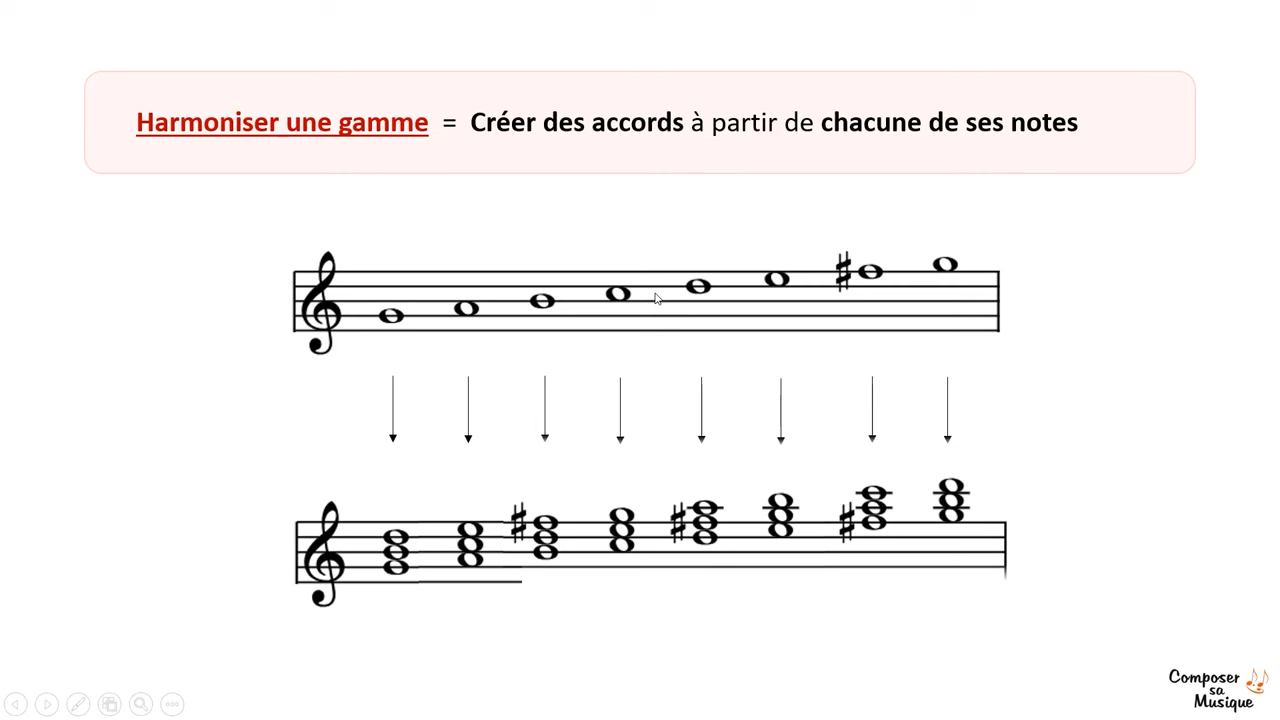 Harmoniser une gamme = Créer des accords à partir de chacune de ses notes
Composer
sa
Musique